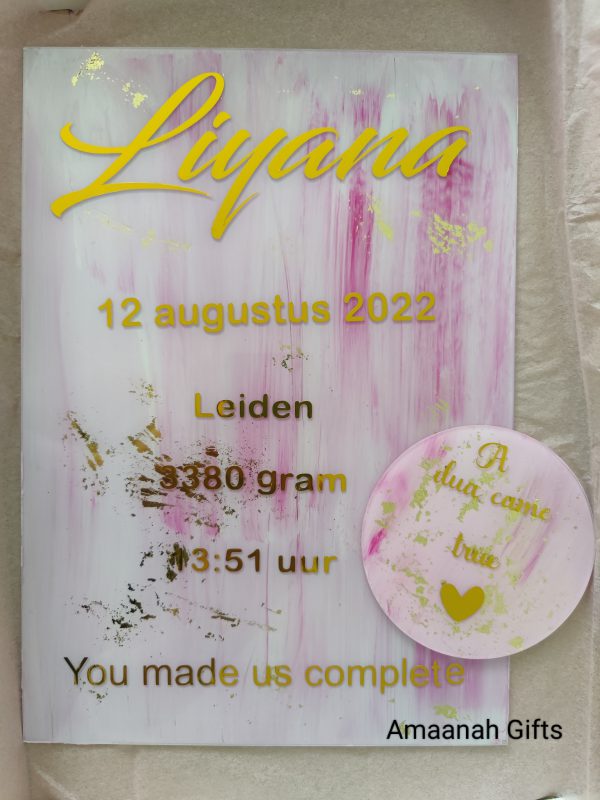 Liyana
12 augustus 2022
Leiden
3380 gram
13:51 uur
You made us complete
A
dua came
true
Amaanah Gifts